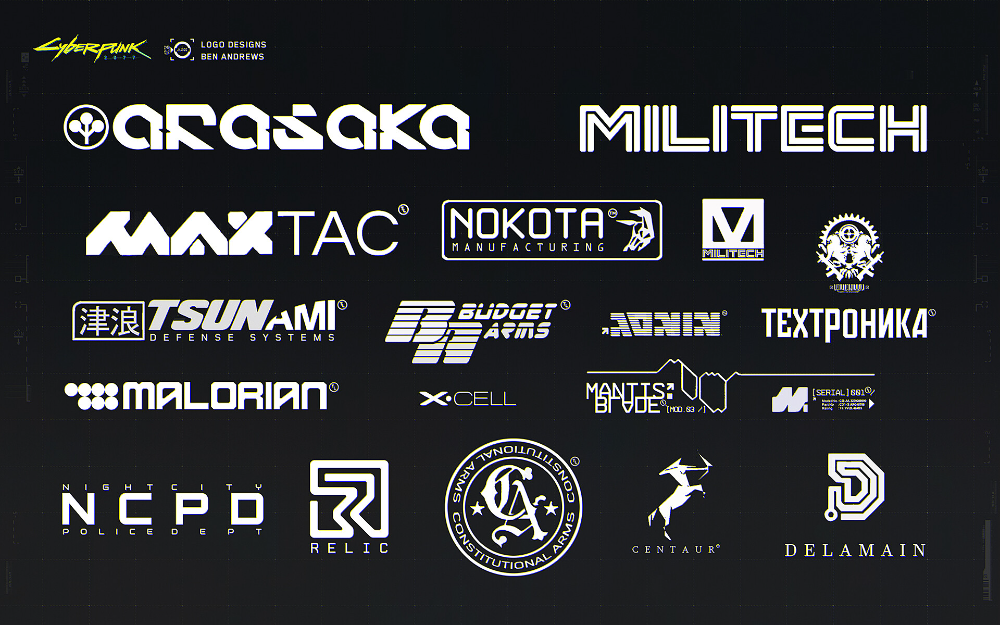 Cyberpunk
2077
LOGO DESIGNS
BEN ANDREWS
arasaka
MILITECH
MAXTAC
NOKOTA
MANUFACTURING
MILITECH
津浪
TSUNAMI
DEFENSE SYSTEMS
BUDGET
ARMS
RONIN
ТЕХТРОНИКА
MALORIAN
X·CELL
MANTIS
BLADE
[MOD.03 /]
[SERIAL]001/
NIGHT CITY
NCPD
POLICE DEPT
RELIC
CONSTITUTIONAL ARMS
CA
CONSTITUTIONAL ARMS
CENTAUR
DELAMAIN